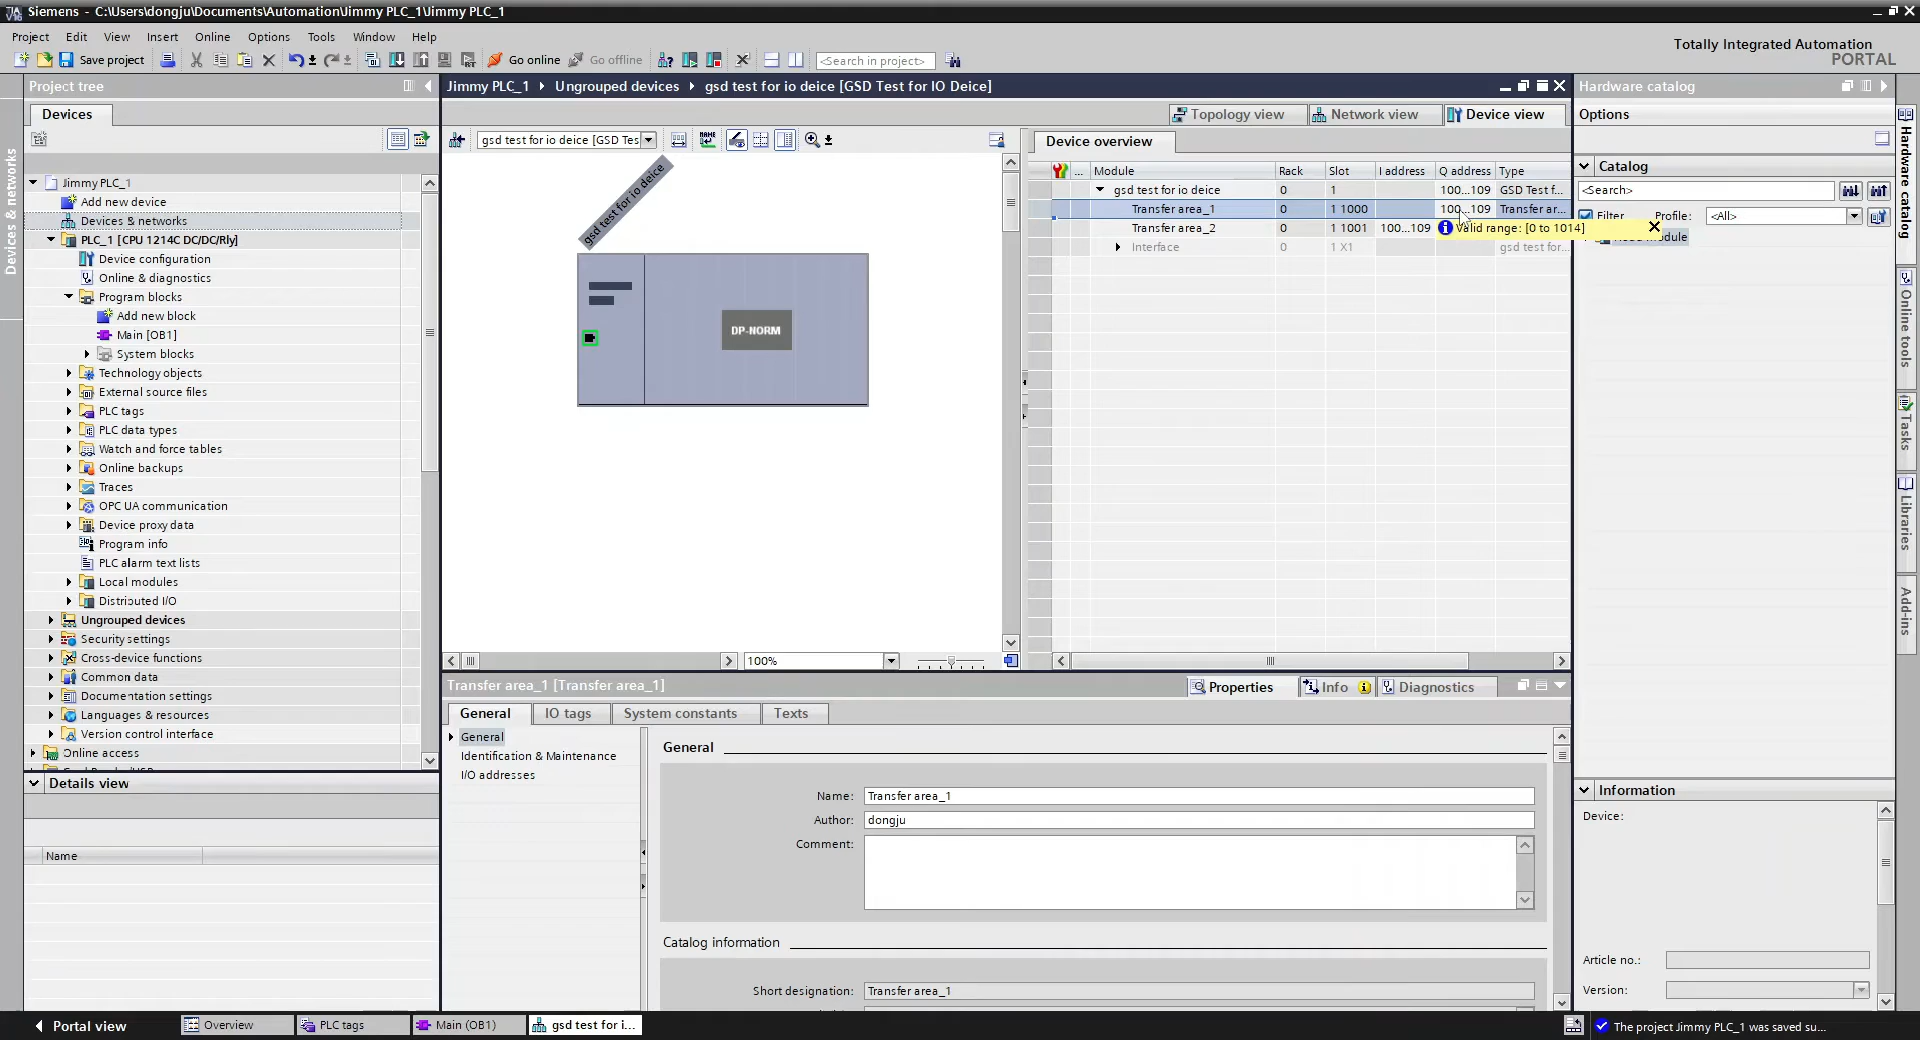 Siemens - C:\Users\dongju\Documents\Automation\Jimmy PLC_1\Jimmy PLC_1
Project Edit View Insert Online Options Tools Window Help
Totally Integrated Automation
PORTAL
Save project Go online Go offline <Search in project>
Project tree
Devices
Devices & networks
Jimmy PLC_1
Add new device
Devices & networks
PLC_1 [CPU 1214C DC/DC/Rly]
Device configuration
Online & diagnostics
Program blocks
Add new block
Main [OB1]
System blocks
Technology objects
External source files
PLC tags
PLC data types
Watch and force tables
Online backups
Traces
OPC UA communication
Device proxy data
Program info
PLC alarm text lists
Local modules
Distributed I/O
Ungrouped devices
Security settings
Cross-device functions
Common data
Documentation settings
Languages & resources
Version control interface
Online access
Details view
Name
Jimmy PLC_1 Ungrouped devices gsd test for io deice [GSD Test for IO Deice]
Topology view Network view Device view
gsd test for io deice [GSD Tes
gsd test for io deice
DP-NORM
100%
Device overview
... Module Rack Slot I address Q address Type
gsd test for io deice 0 1 100...109 GSD Test f...
Transfer area_1 0 1 1000 100...109 Transfer ar...
Transfer area_2 0 1 1001 100...109
Valid range: [0 to 1014]
Interface 0 1 X1 gsd test for...
Transfer area_1 [Transfer area_1]
Properties Info Diagnostics
General IO tags System constants Texts
General
Identification & Maintenance
I/O addresses
General
Name: Transfer area_1
Author: dongju
Comment:
Catalog information
Short designation: Transfer area_1
Hardware catalog
Options
Catalog
<Search>
Filter Profile: <All>
Information
Device:
Article no.:
Version:
Hardware catalog
Online tools
Tasks
Libraries
Add-ins
Portal view Overview PLC tags Main (OB1) gsd test for i... The project Jimmy PLC_1 was saved su...